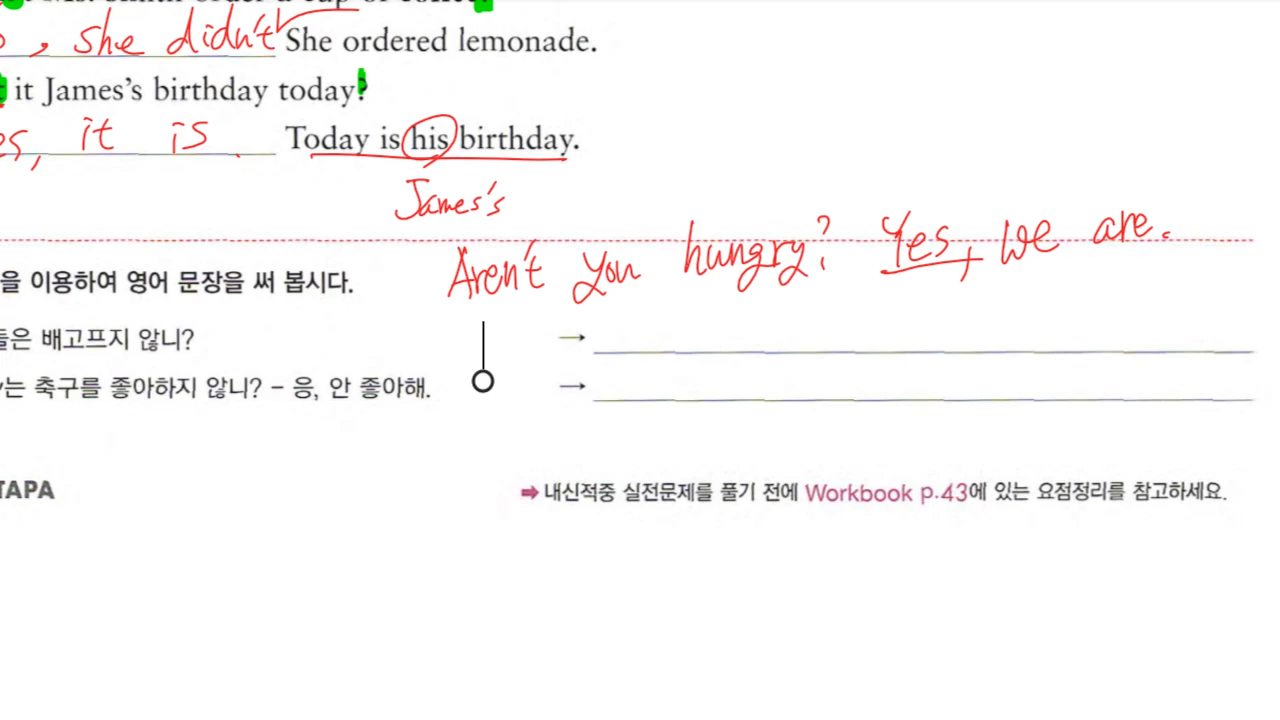 she didn't She ordered lemonade.
it James's birthday today?
it is. Today is his birthday.
James's
Aren't you hungry? Yes, we are.
을 이용하여 영어 문장을 써 봅시다.
들은 배고프지 않니? →
는 축구를 좋아하지 않니? – 응, 안 좋아해. →
TAPA
➡ 내신적중 실전문제를 풀기 전에 Workbook p.43에 있는 요점정리를 참고하세요.